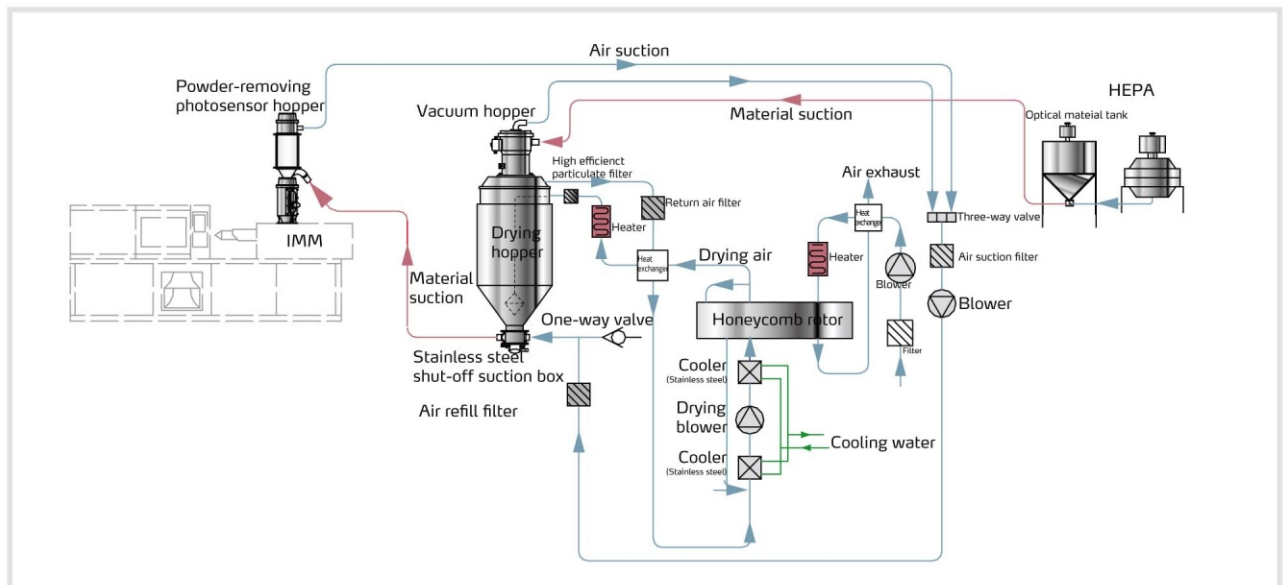 Air suction
Powder-removing
photosensor hopper
Vacuum hopper
Material suction
HEPA
Optical mateial tank
High efficienct
particulate filter
Return air filter
Air exhaust
Heat
exchanger
Three-way valve
Heater
Drying
hopper
IMM
Heat
exchanger
Drying air
Heater
Blower
Air suction filter
Material
suction
One-way valve
Honeycomb rotor
Blower
Filter
Stainless steel
shut-off suction box
Cooler
(Stainless steel)
Air refill filter
Drying
blower
Cooling water
Cooler
(Stainless steel)